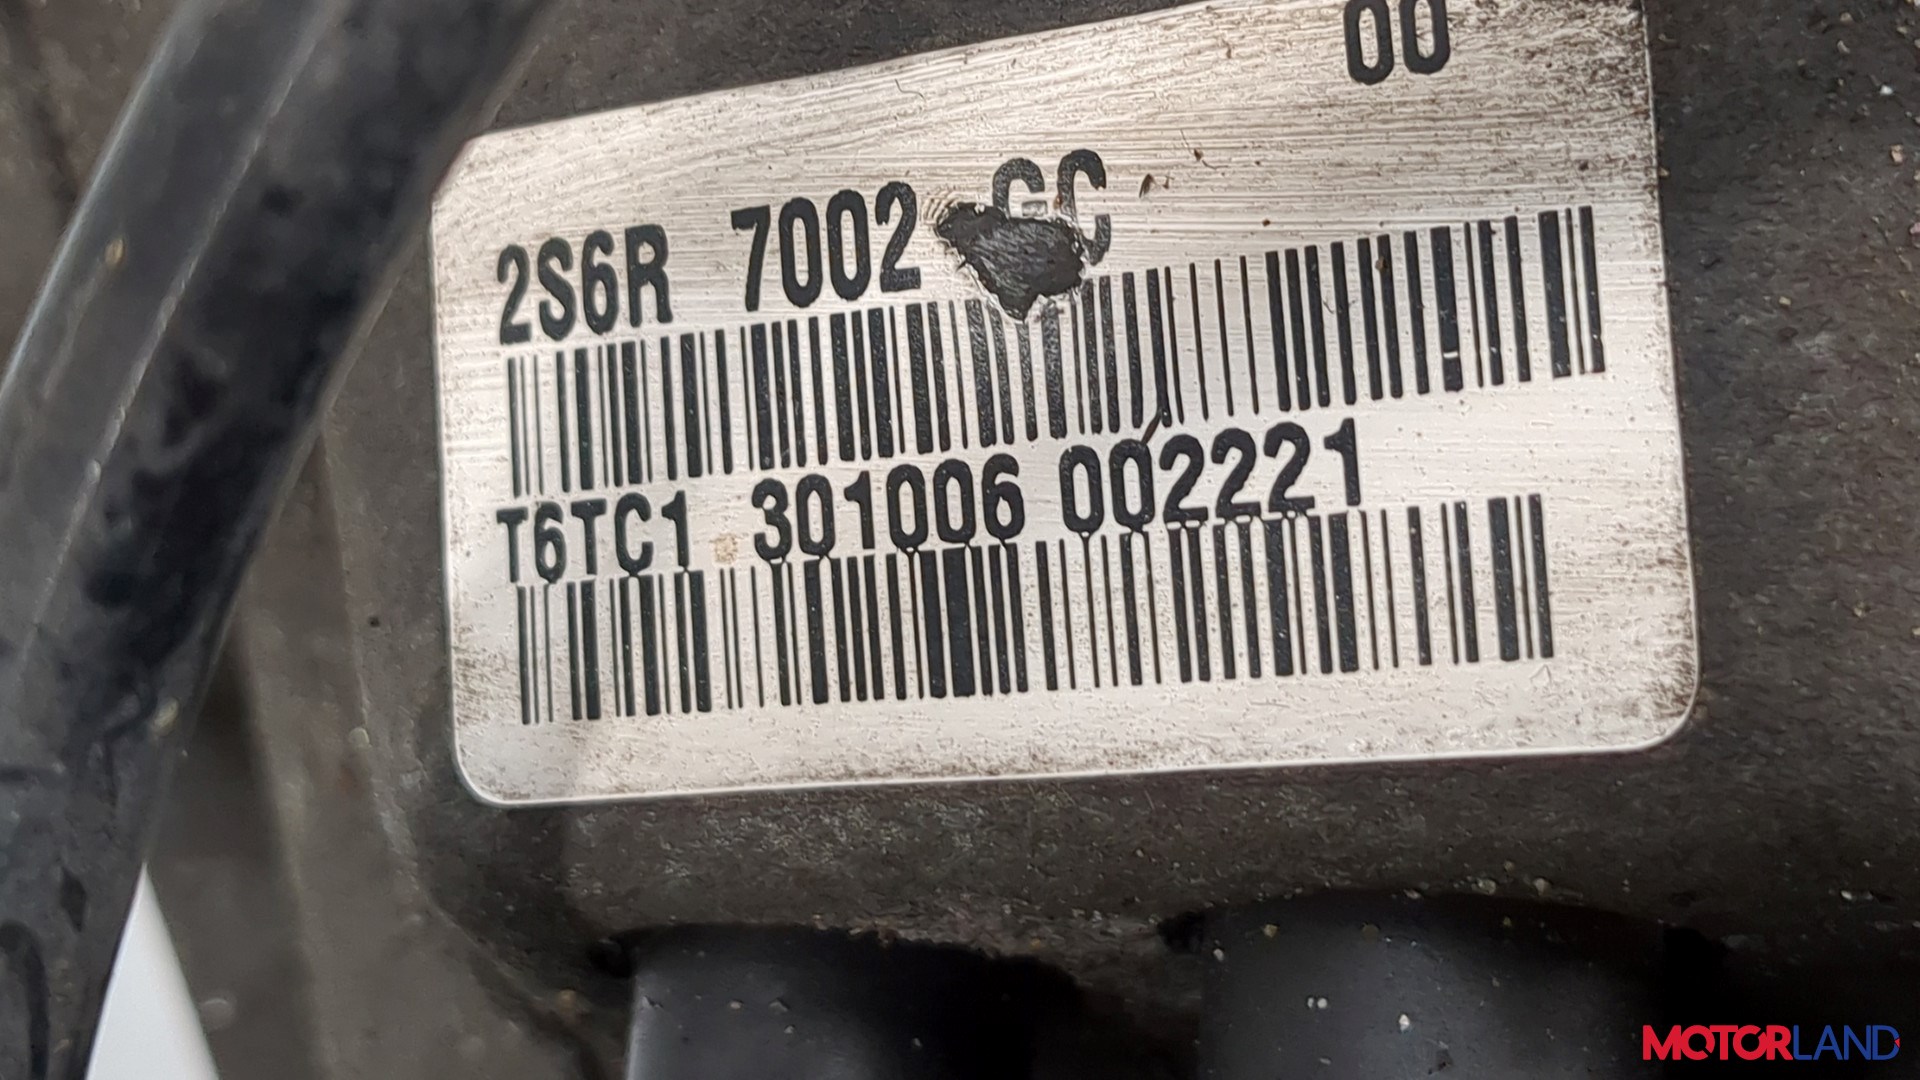 00
2S6R 7002 GC
T6TC1 301006 002221
MOTORLAND